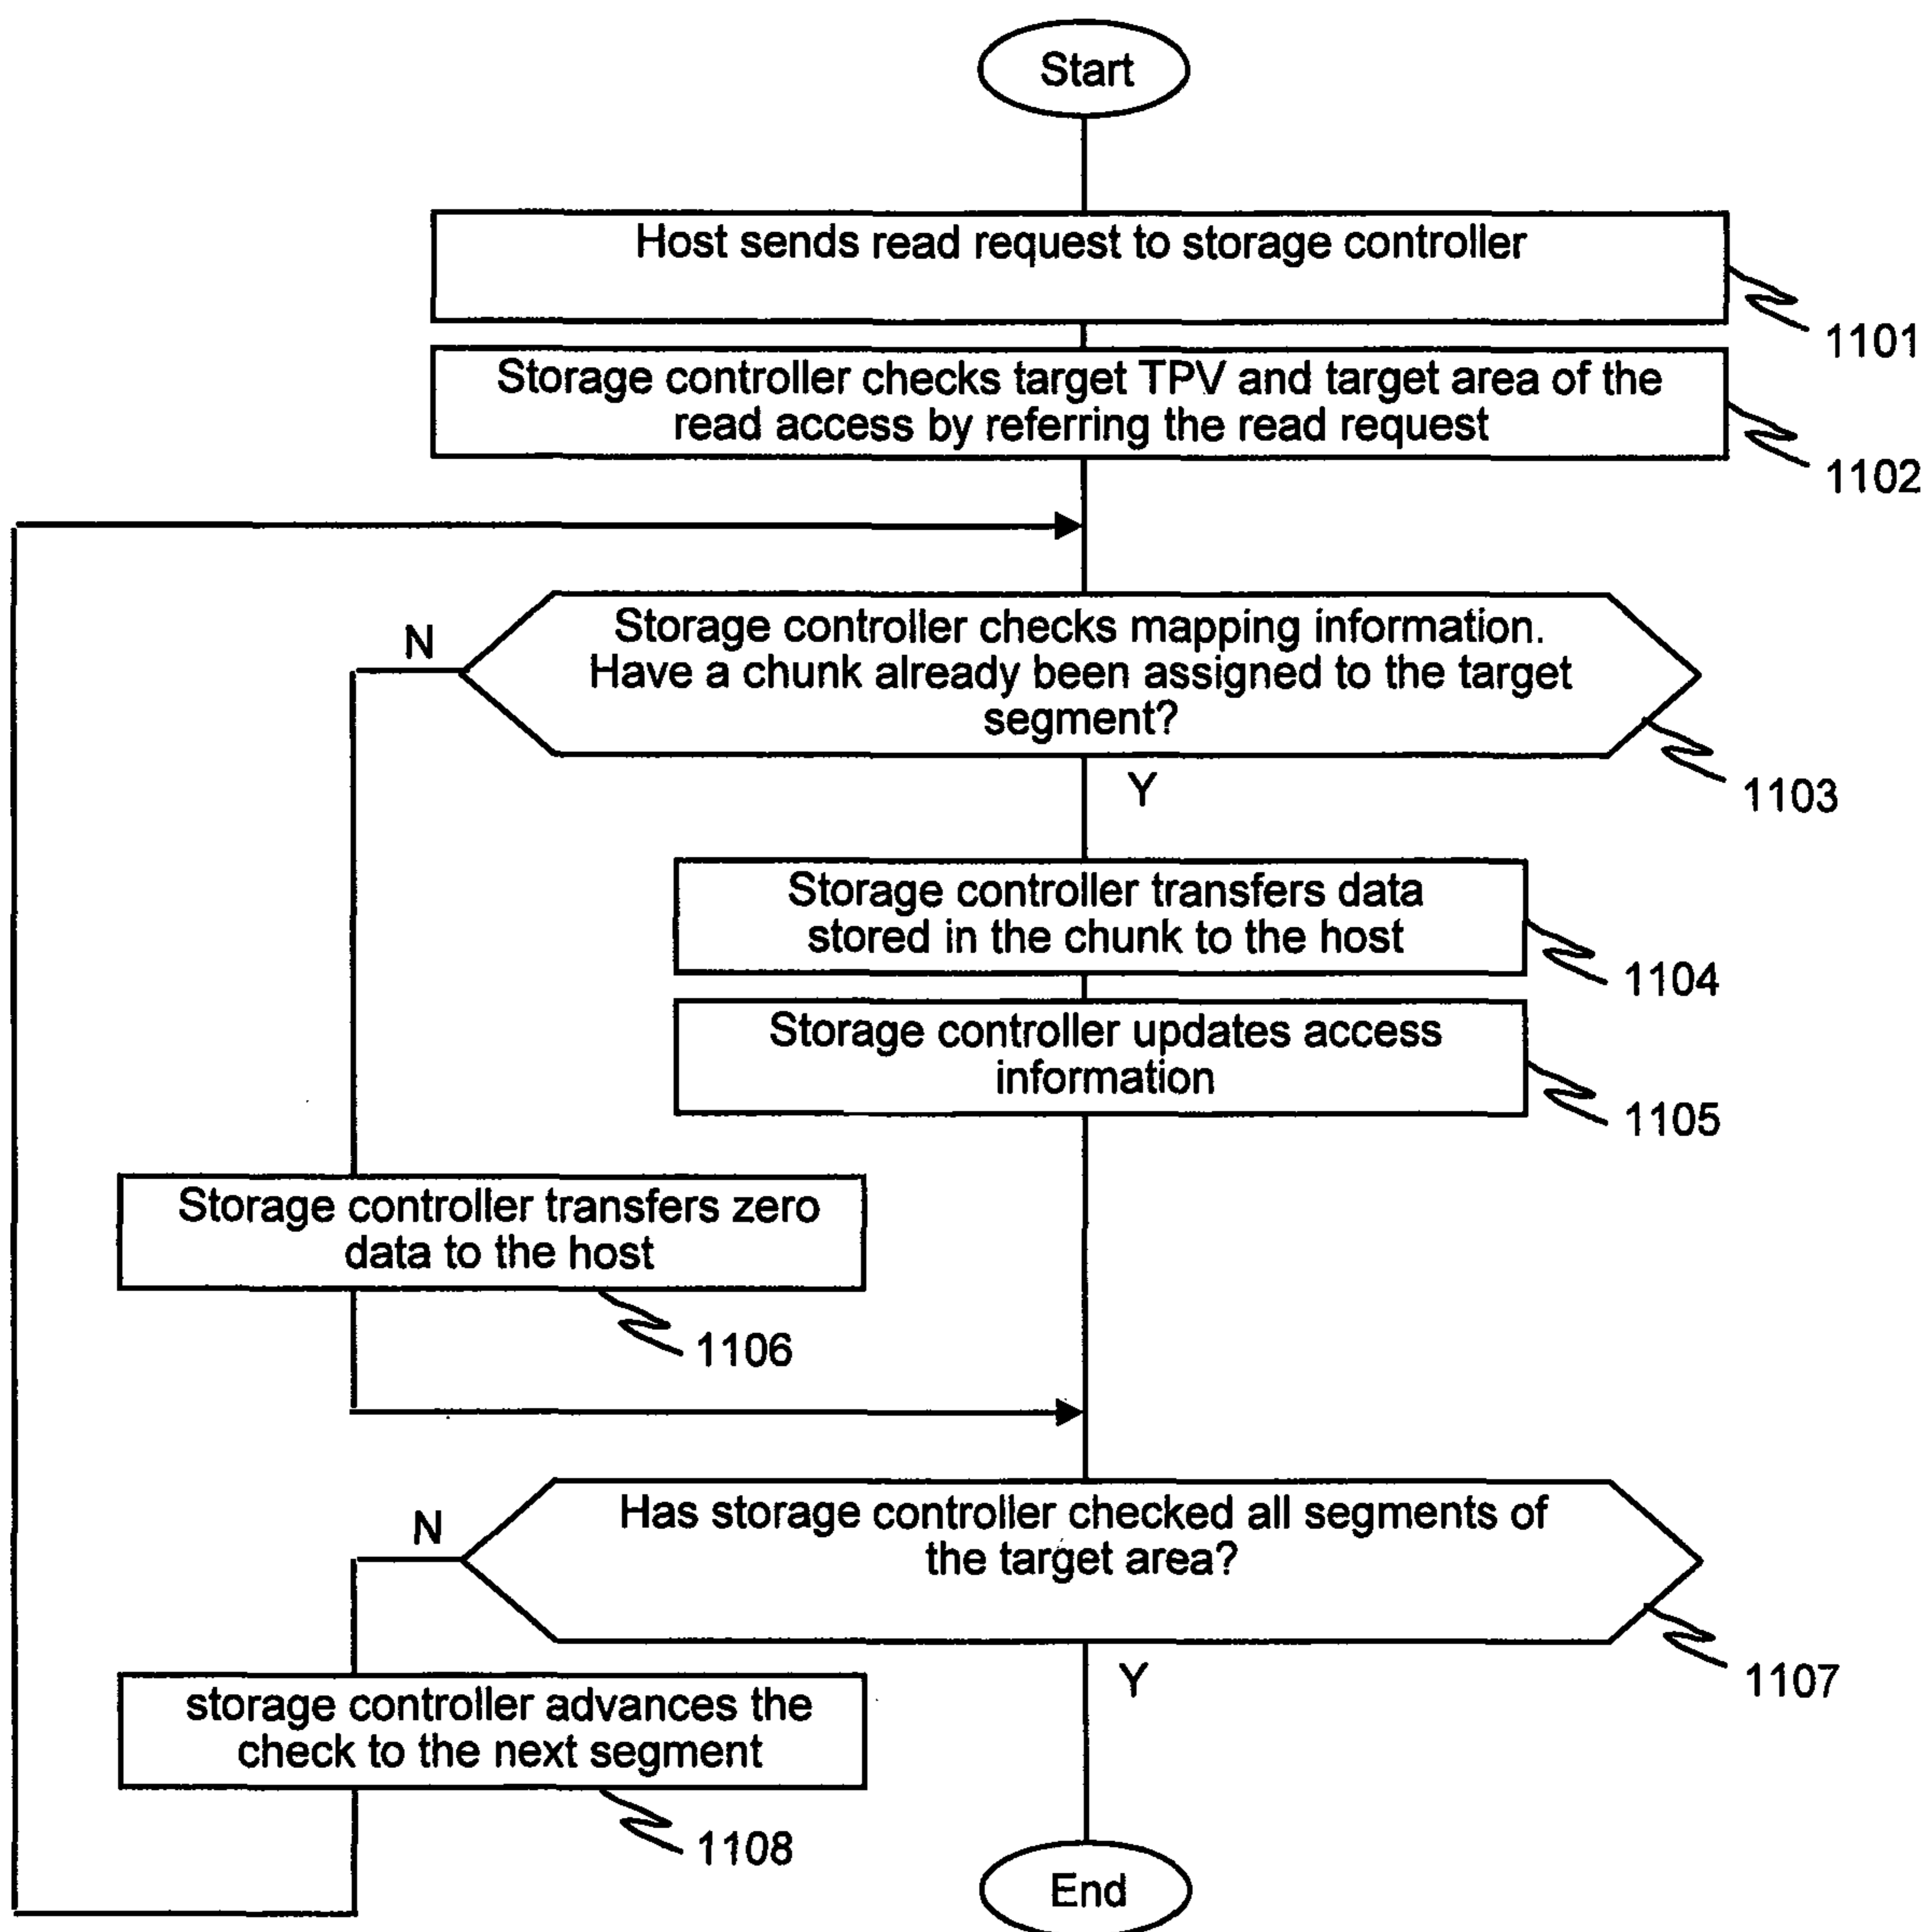 Start
Host sends read request to storage controller
1101
Storage controller checks target TPV and target area of the
read access by referring the read request
1102
Storage controller checks mapping information.
Have a chunk already been assigned to the target
segment?
N
Y
1103
Storage controller transfers data
stored in the chunk to the host
1104
Storage controller updates access
information
1105
Storage controller transfers zero
data to the host
1106
Has storage controller checked all segments of
the target area?
N
Y
1107
storage controller advances the
check to the next segment
1108
End